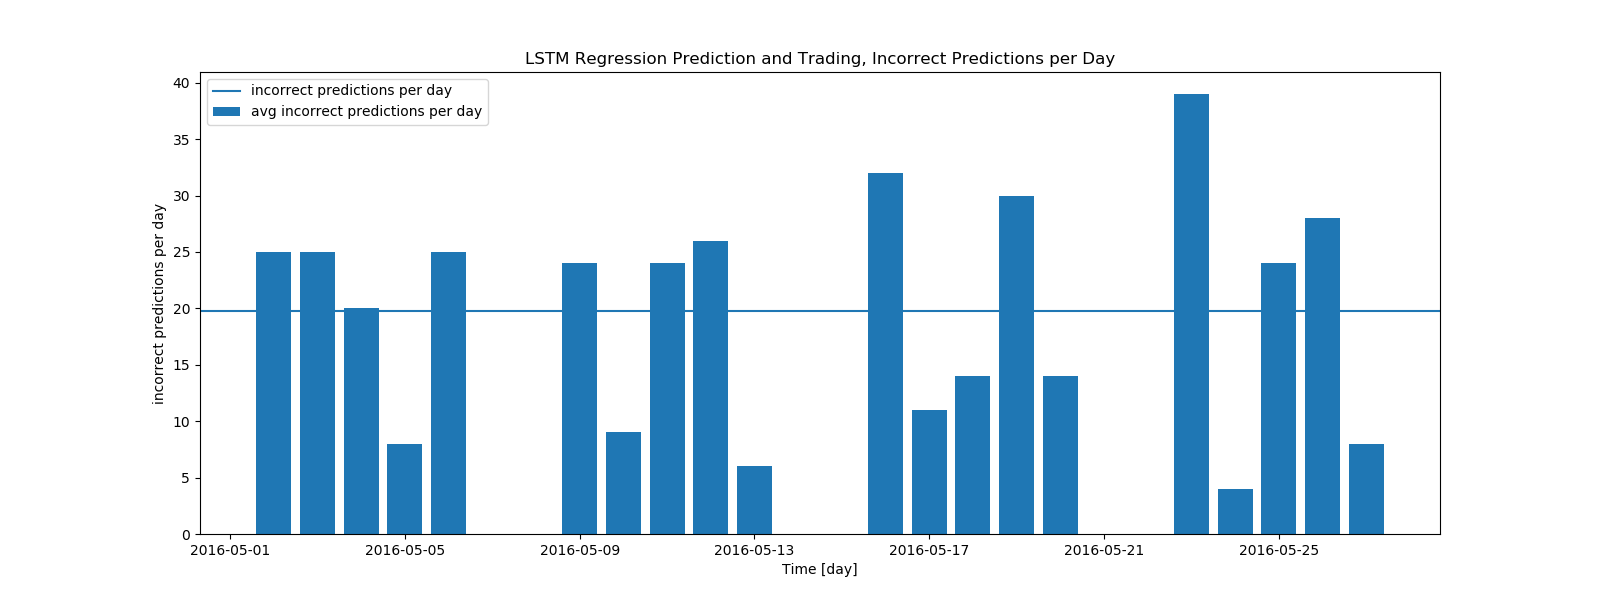 LSTM Regression Prediction and Trading, Incorrect Predictions per Day
incorrect predictions per day
avg incorrect predictions per day
40
35
30
25
20
15
10
5
0
incorrect predictions per day
2016-05-01 2016-05-05 2016-05-09 2016-05-13 2016-05-17 2016-05-21 2016-05-25
Time [day]